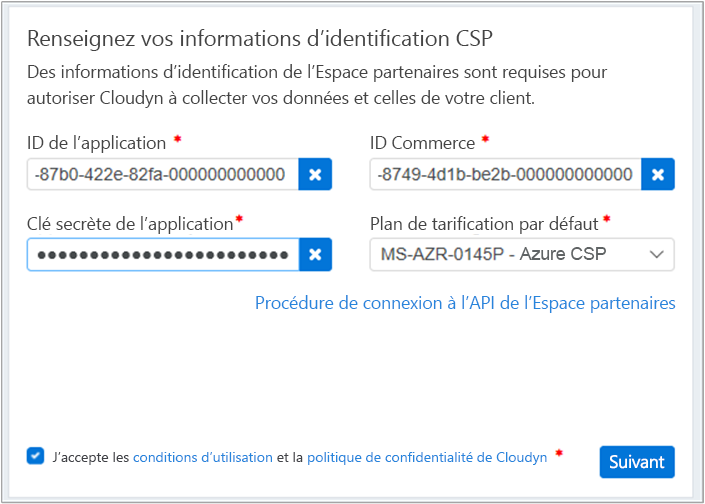 Renseignez vos informations d’identification CSP
Des informations d’identification de l’Espace partenaires sont requises pour
autoriser Cloudyn à collecter vos données et celles de votre client.
ID de l’application *
ID Commerce *
-87b0-422e-82fa-000000000000
-8749-4d1b-be2b-000000000000
Clé secrète de l’application*
Plan de tarification par défaut *
●●●●●●●●●●●●●●●●●●●●●●●●
MS-AZR-0145P - Azure CSP
Procédure de connexion à l’API de l’Espace partenaires
J’accepte les conditions d’utilisation et la politique de confidentialité de Cloudyn *
Suivant